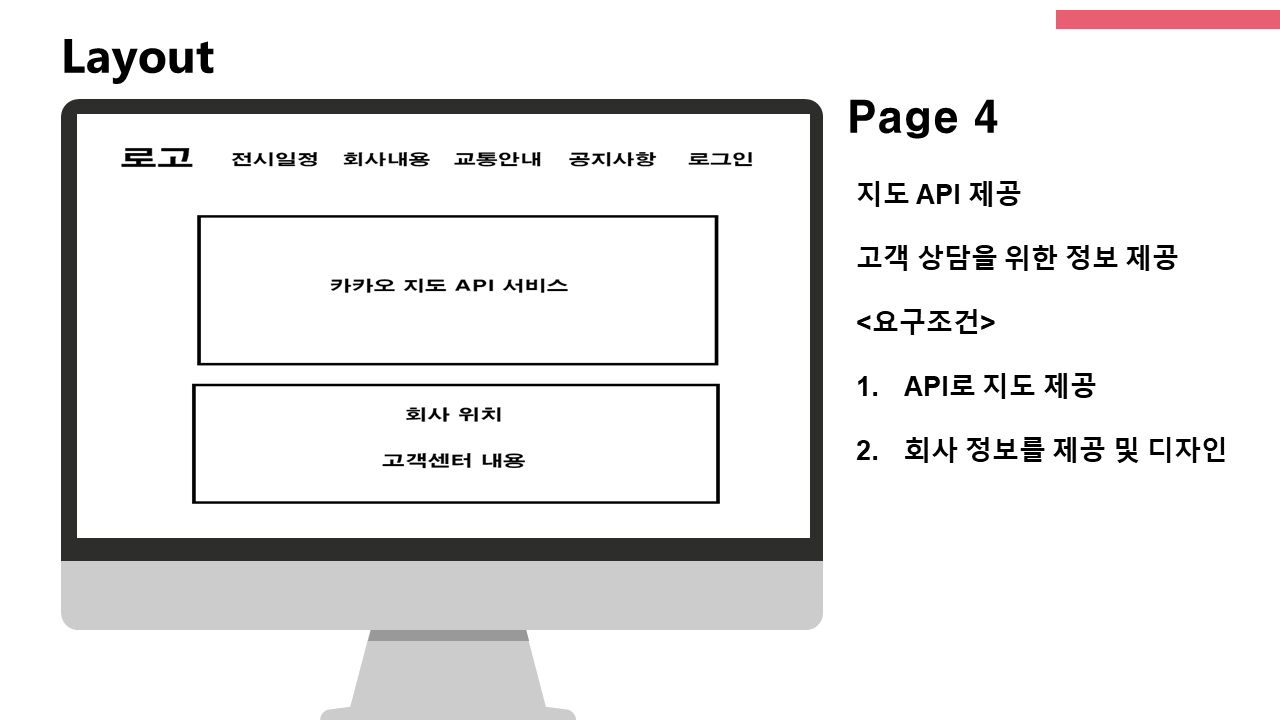 Layout
로고 전시일정 회사내용 교통안내 공지사항 로그인
카카오 지도 API 서비스
회사 위치
고객센터 내용
Page 4
지도 API 제공
고객 상담을 위한 정보 제공
<요구조건>
1. API로 지도 제공
2. 회사 정보를 제공 및 디자인